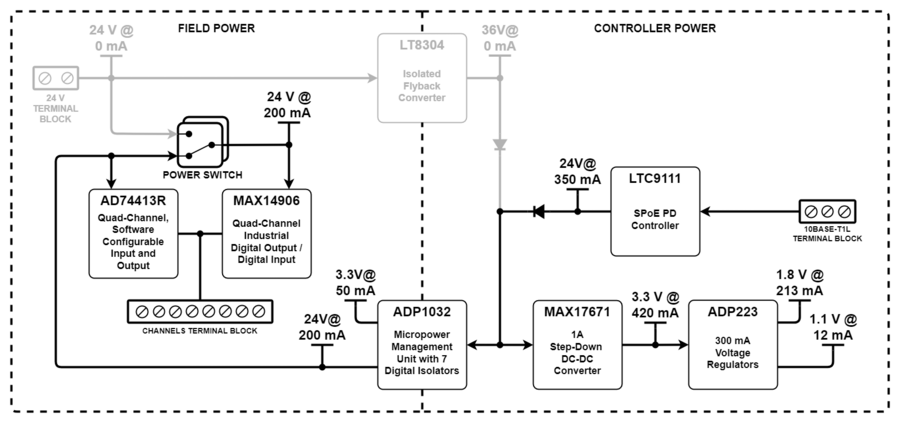 FIELD POWER
CONTROLLER POWER
24 V @
0 mA
LT8304
Isolated
Flyback
Converter
36V@
0 mA
24 V
TERMINAL
BLOCK
24 V @
200 mA
POWER SWITCH
AD74413R
Quad-Channel,
Software
Configurable
Input and
Output
MAX14906
Quad-Channel
Industrial
Digital Output /
Digital Input
CHANNELS TERMINAL BLOCK
24V@
350 mA
LTC9111
SPoE PD
Controller
10BASE-T1L
TERMINAL BLOCK
3.3V@
50 mA
24V@
200 mA
ADP1032
Micropower
Management
Unit with 7
Digital Isolators
MAX17671
1A
Step-Down
DC-DC
Converter
3.3 V @
420 mA
ADP223
300 mA
Voltage
Regulators
1.8 V @
213 mA
1.1 V @
12 mA